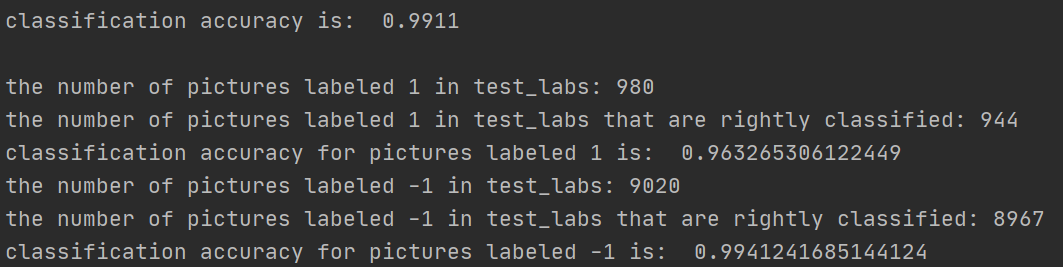 classification accuracy is:  0.9911
the number of pictures labeled 1 in test_labs: 980
the number of pictures labeled 1 in test_labs that are rightly classified: 944
classification accuracy for pictures labeled 1 is:  0.963265306122449
the number of pictures labeled -1 in test_labs: 9020
the number of pictures labeled -1 in test_labs that are rightly classified: 8967
classification accuracy for pictures labeled -1 is:  0.9941241685144124